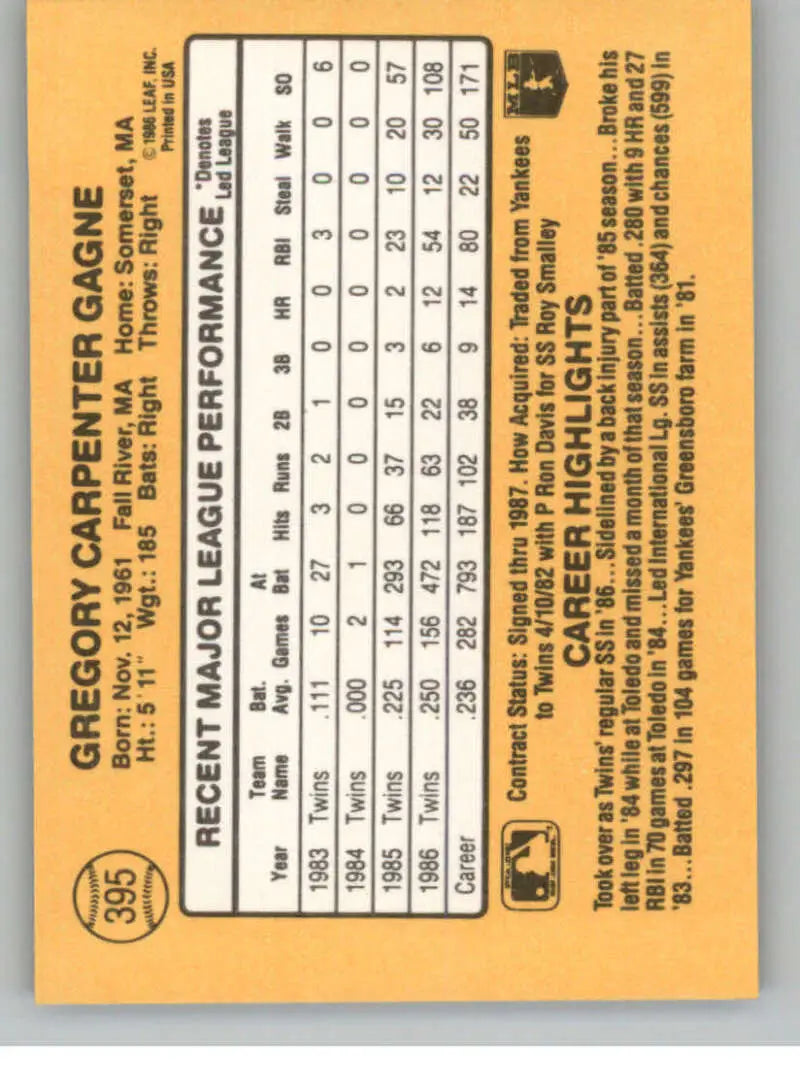 395
GREGORY CARPENTER GAGNE
Born: Nov. 12, 1961 Fall River, MA Home: Somerset, MA
Ht.: 5'11" Wgt.: 185 Bats: Right Throws: Right
© 1986 LEAF, INC.
Printed in USA
RECENT MAJOR LEAGUE PERFORMANCE *Denotes
Led League
Year Team Name Bat. Avg. Games At Bat Hits Runs 2B 3B HR RBI Steal Walk SO
1983 Twins .111 10 27 3 2 1 0 0 3 0 0 6
1984 Twins .000 2 1 0 0 0 0 0 0 0 0 0
1985 Twins .225 114 293 66 37 15 3 2 23 10 20 57
1986 Twins .250 156 472 118 63 22 6 12 54 12 30 108
Career .236 282 793 187 102 38 9 14 80 22 50 171
Contract Status: Signed thru 1987. How Acquired: Traded from Yankees
to Twins 4/10/82 with P Ron Davis for SS Roy Smalley
MLB
CAREER HIGHLIGHTS
Took over as Twins' regular SS in '86...Sidelined by a back injury part of '85 season...Broke his
left leg in '84 while at Toledo and missed a month of that season...Batted .280 with 9 HR and 27
RBI in 70 games at Toledo in '84...Led International Lg. SS in assists (364) and chances (599) in
'83...Batted .297 in 104 games for Yankees' Greensboro farm in '81.